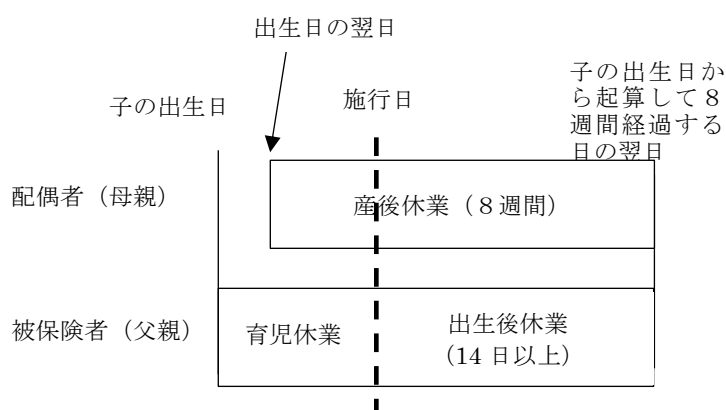 出生日の翌日
子の出生日
施行日
子の出生日か
ら起算して８
週間経過する
日の翌日
配偶者（母親）
産後休業（８週間）
被保険者（父親）
育児休業
出生後休業
（14 日以上）